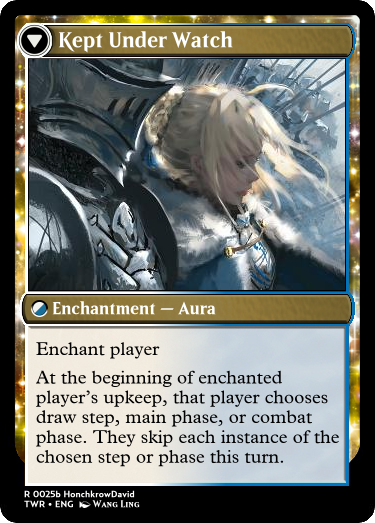 Kept Under Watch
Enchantment — Aura
Enchant player
At the beginning of enchanted
player's upkeep, that player chooses
draw step, main phase, or combat
phase. They skip each instance of the
chosen step or phase this turn.
R 0025b HonchkrowDavid
TWR • ENG Wang Ling